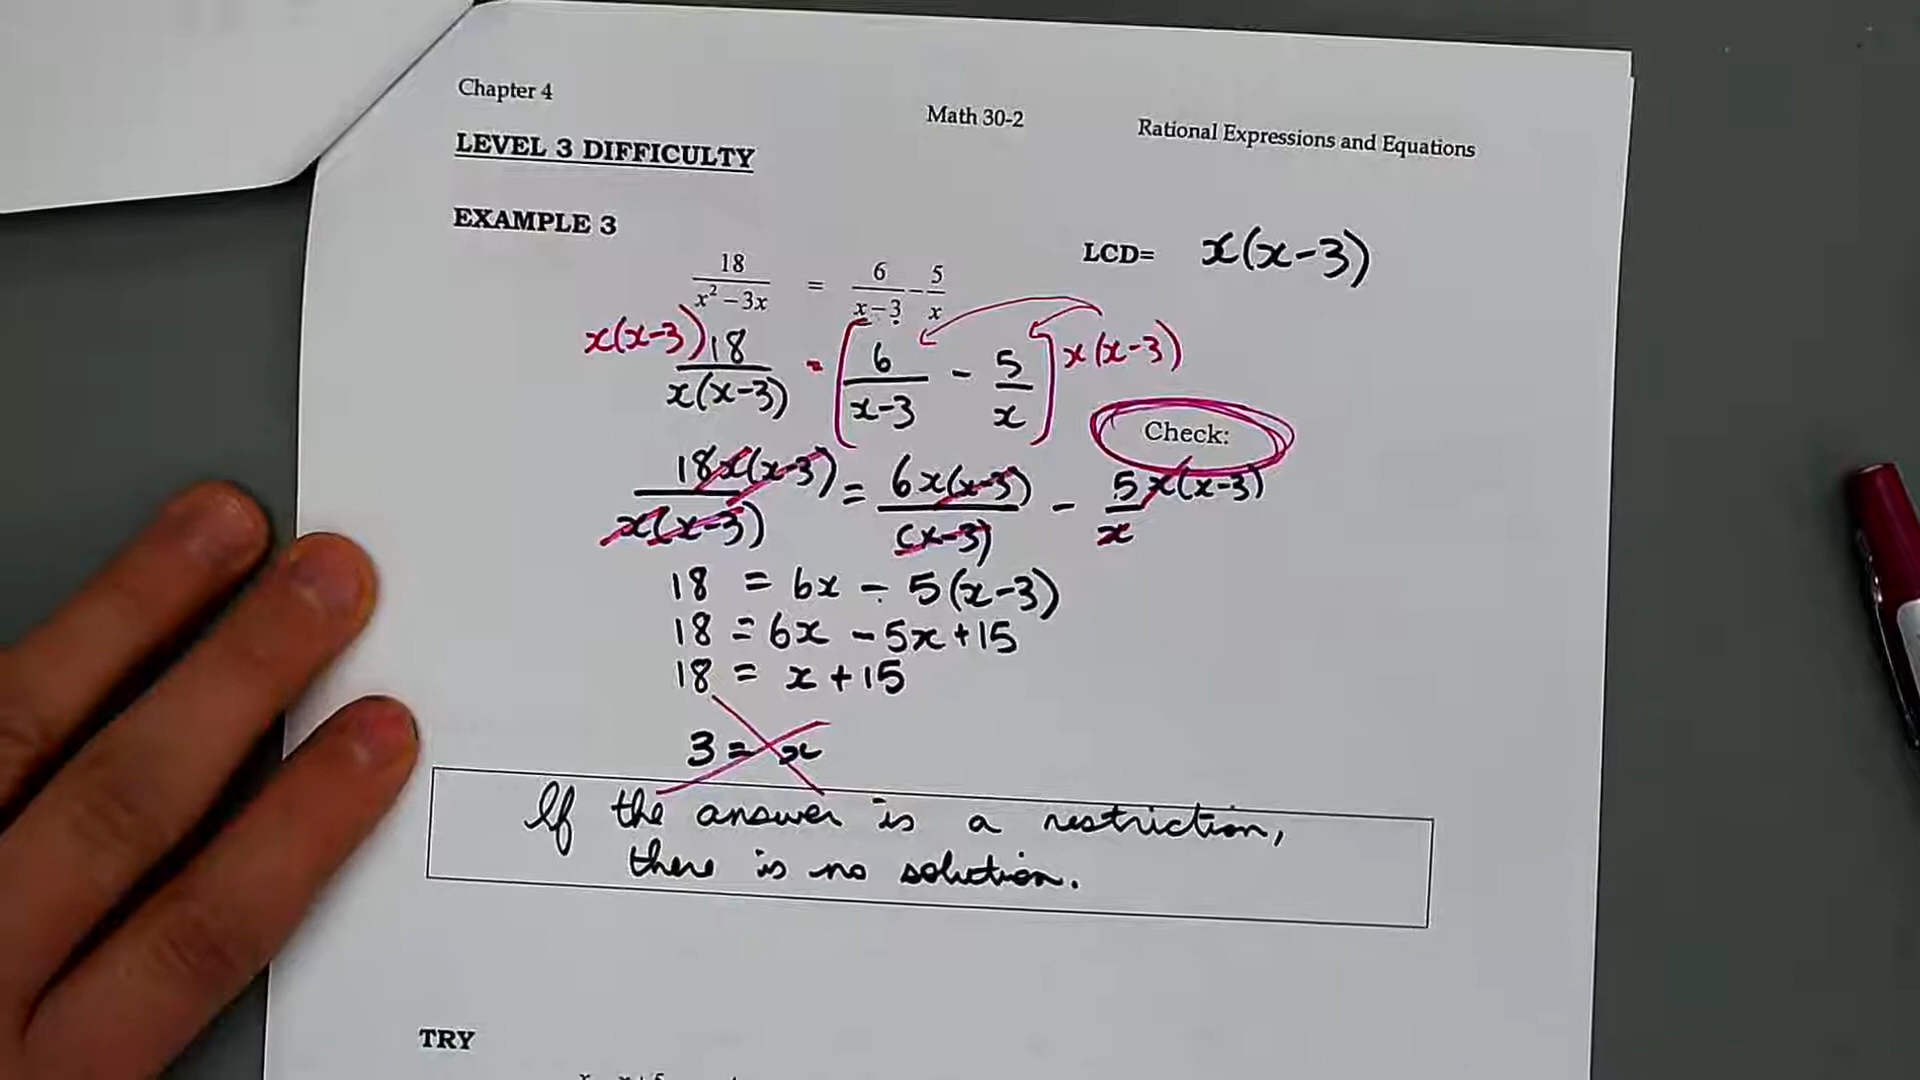 Chapter 4
Math 30-2
Rational Expressions and Equations
LEVEL 3 DIFFICULTY
EXAMPLE 3
LCD= x(x-3)
18/(x² - 3x) = 6/(x - 3) - 5/x
x(x-3) 18/(x(x-3)) = [6/(x-3) - 5/x] x(x-3)
Check:
18x(x-3)/(x(x-3)) = 6x(x-3)/(x-3) - 5x(x-3)/x
18 = 6x - 5(x-3)
18 = 6x - 5x + 15
18 = x + 15
3 = x
If the answer is a restriction,
there is no solution.
TRY